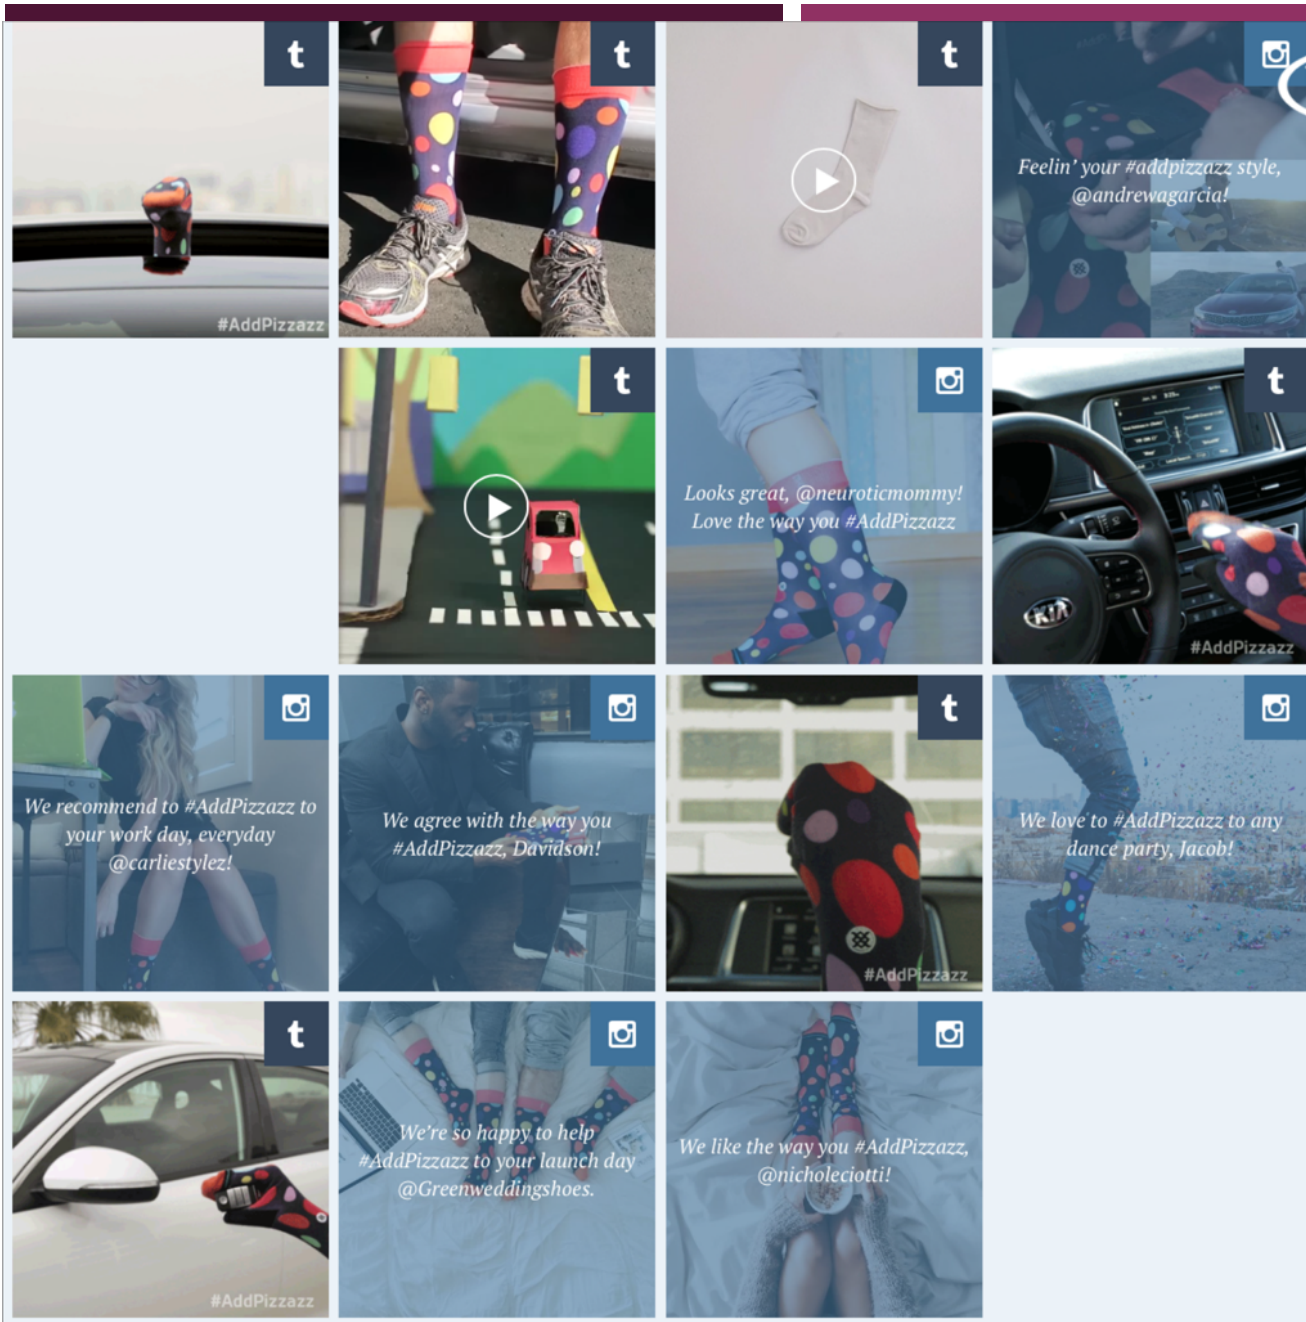 t
t
t
#AddPizzazz
Feelin’ your #addpizzazz style,
@andrewagarcia!
t
Looks great, @neuroticmommy!
Love the way you #AddPizzazz
t
KIA
#AddPizzazz
We recommend to #AddPizzazz to
your work day, everyday
@carliestylez!
We agree with the way you
#AddPizzazz, Davidson!
t
#AddPizzazz
We love to #AddPizzazz to any
dance party, Jacob!
t
#AddPizzazz
We’re so happy to help
#AddPizzazz to your launch day
@Greenweddingshoes.
We like the way you #AddPizzazz,
@nicholeciotti!